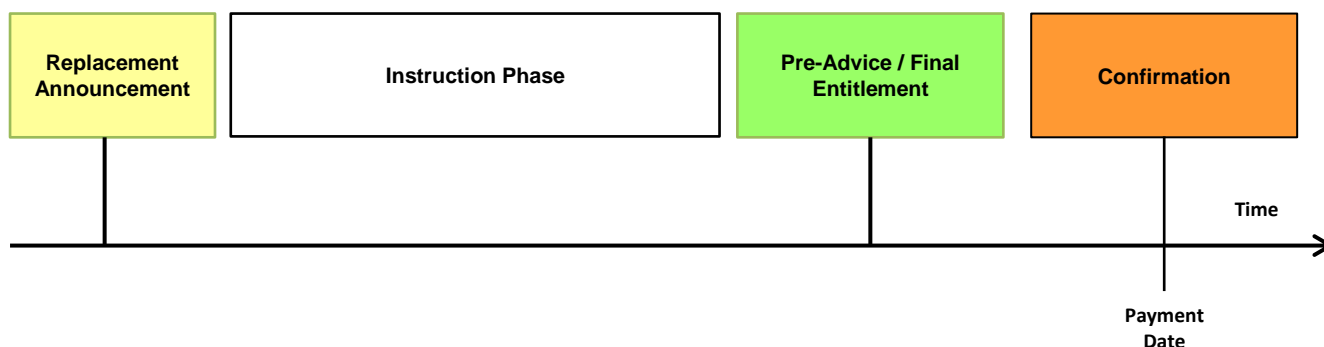 Replacement
Announcement
Instruction Phase
Pre-Advice / Final
Entitlement
Confirmation
Time
Payment
Date